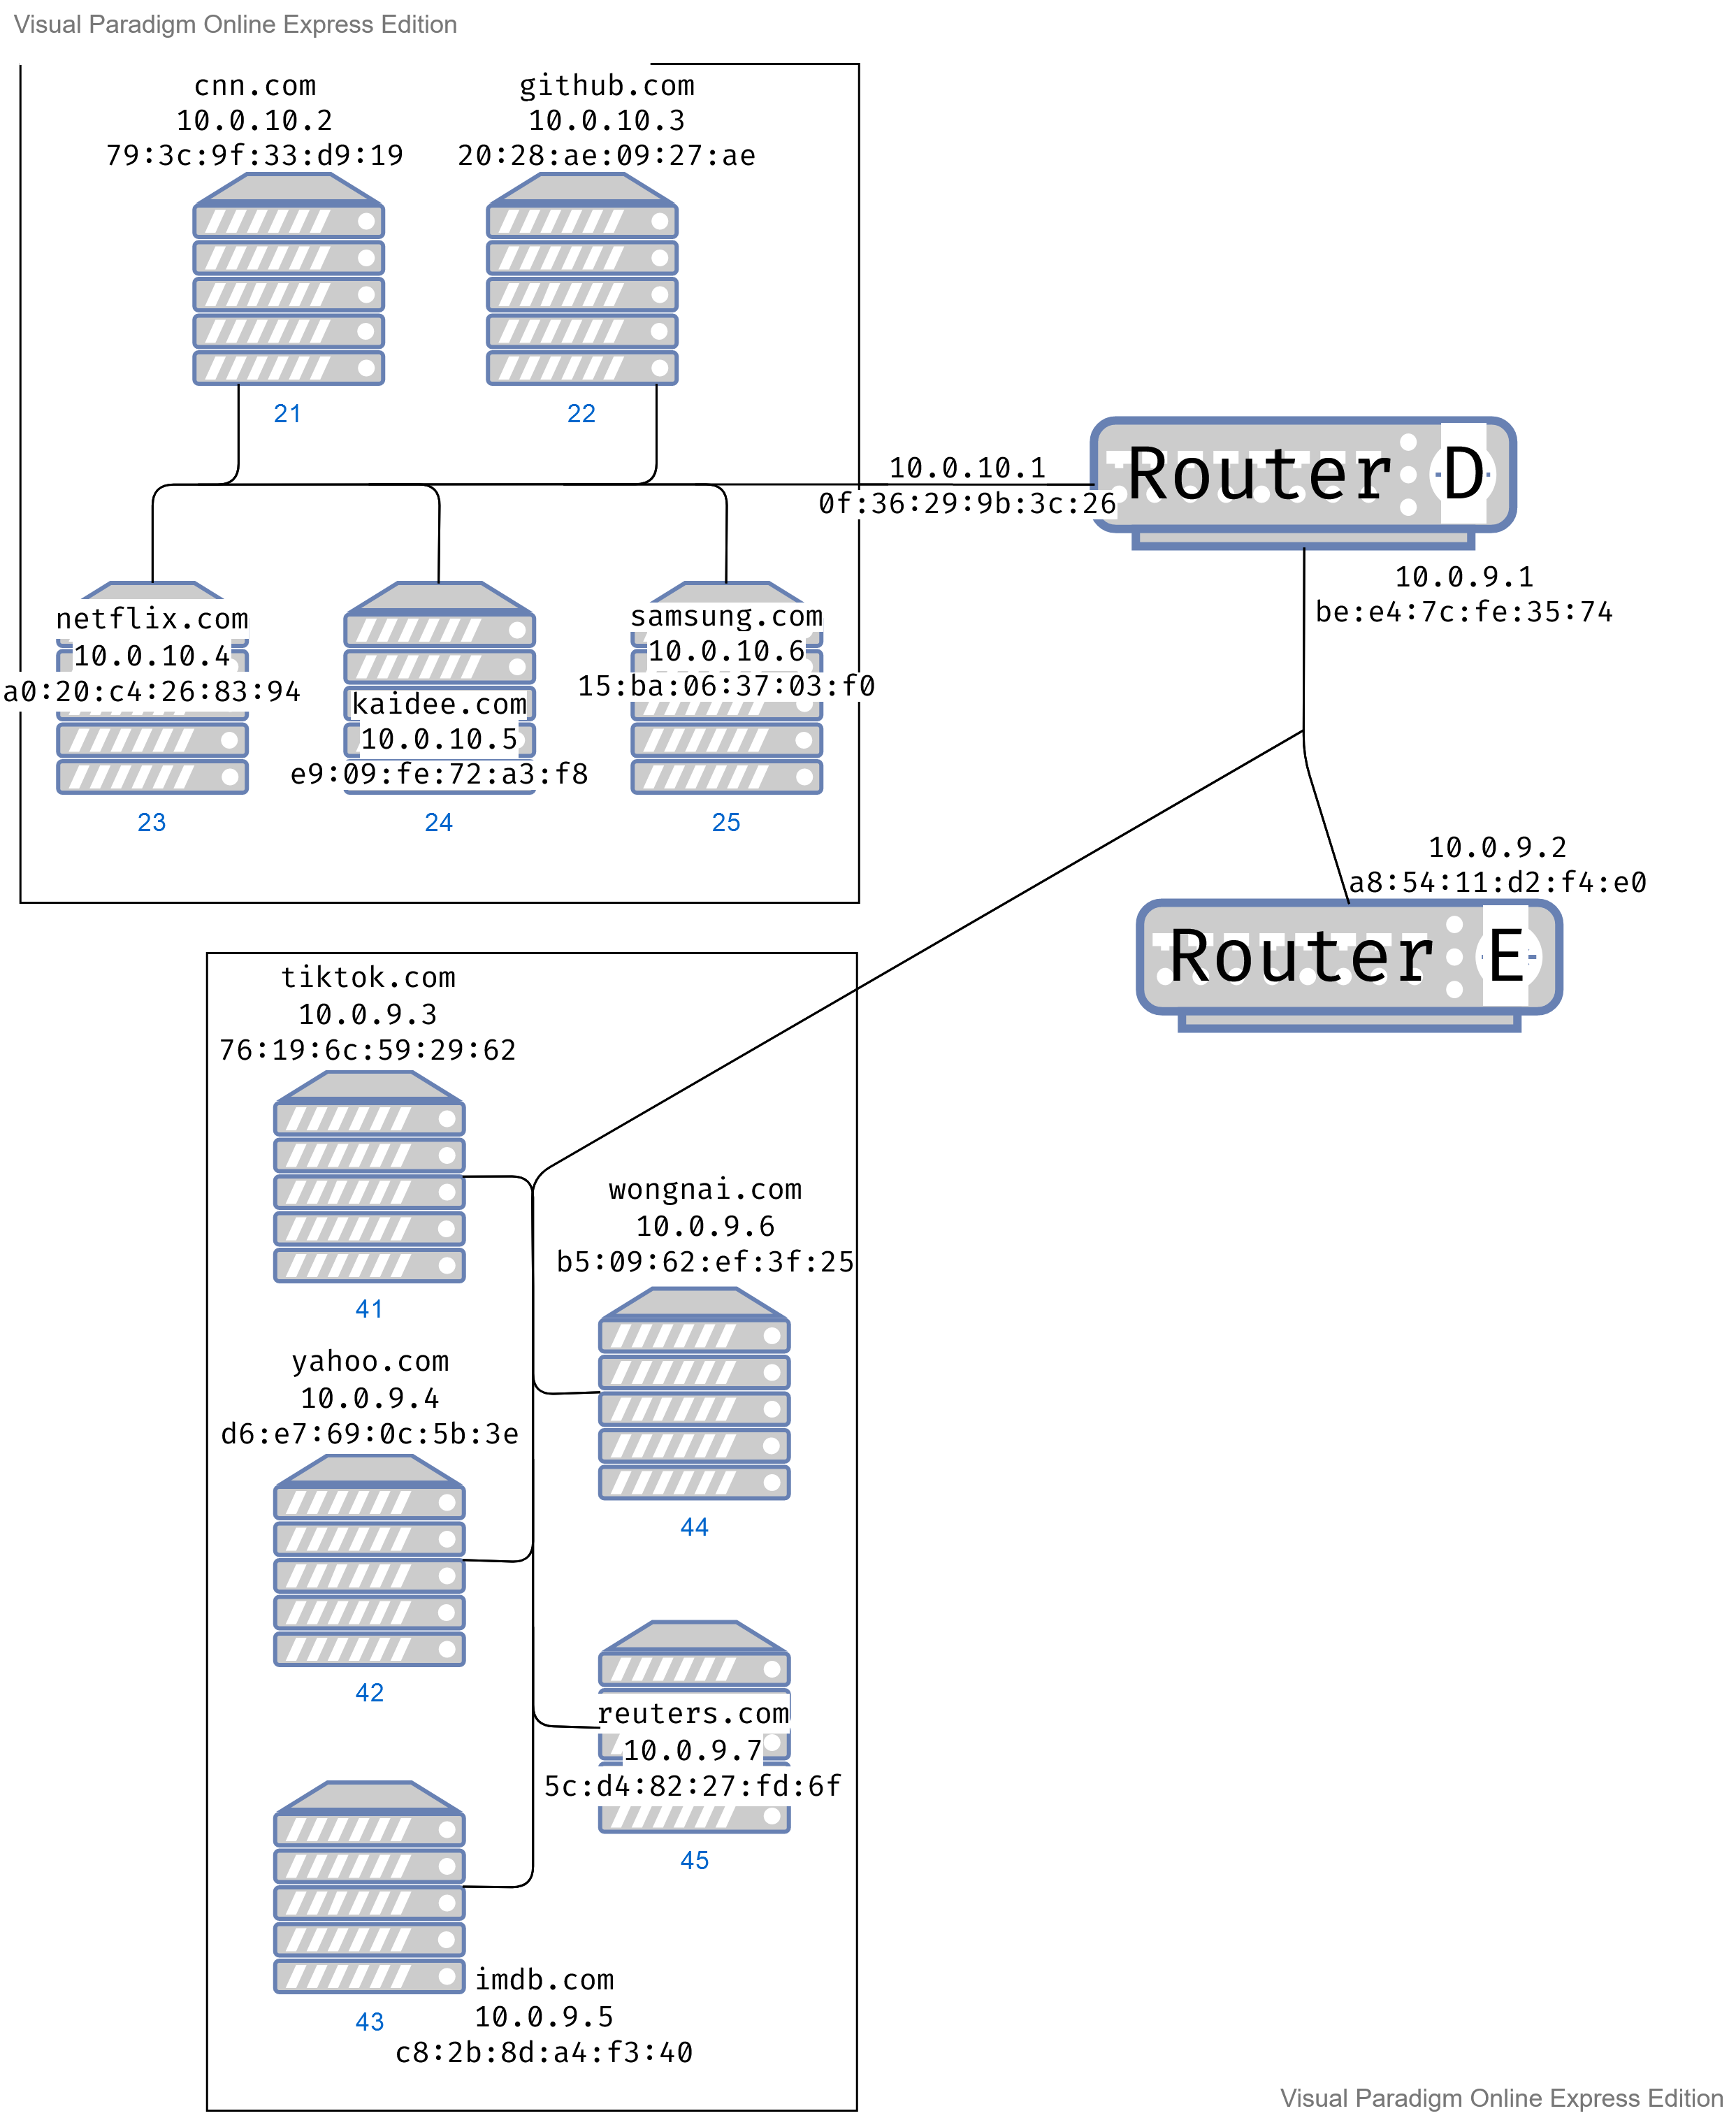 Visual Paradigm Online Express Edition
cnn.com
10.0.10.2
79:3c:9f:33:d9:19
github.com
10.0.10.3
20:28:ae:09:27:ae
21
22
10.0.10.1
0f:36:29:9b:3c:26
Router D
10.0.9.1
be:e4:7c:fe:35:74
netflix.com
10.0.10.4
a0:20:c4:26:83:94
kaidee.com
10.0.10.5
e9:09:fe:72:a3:f8
samsung.com
10.0.10.6
15:ba:06:37:03:f0
23
24
25
10.0.9.2
a8:54:11:d2:f4:e0
Router E
tiktok.com
10.0.9.3
76:19:6c:59:29:62
41
wongnai.com
10.0.9.6
b5:09:62:ef:3f:25
44
yahoo.com
10.0.9.4
d6:e7:69:0c:5b:3e
42
reuters.com
10.0.9.7
5c:d4:82:27:fd:6f
45
43
imdb.com
10.0.9.5
c8:2b:8d:a4:f3:40
Visual Paradigm Online Express Edition